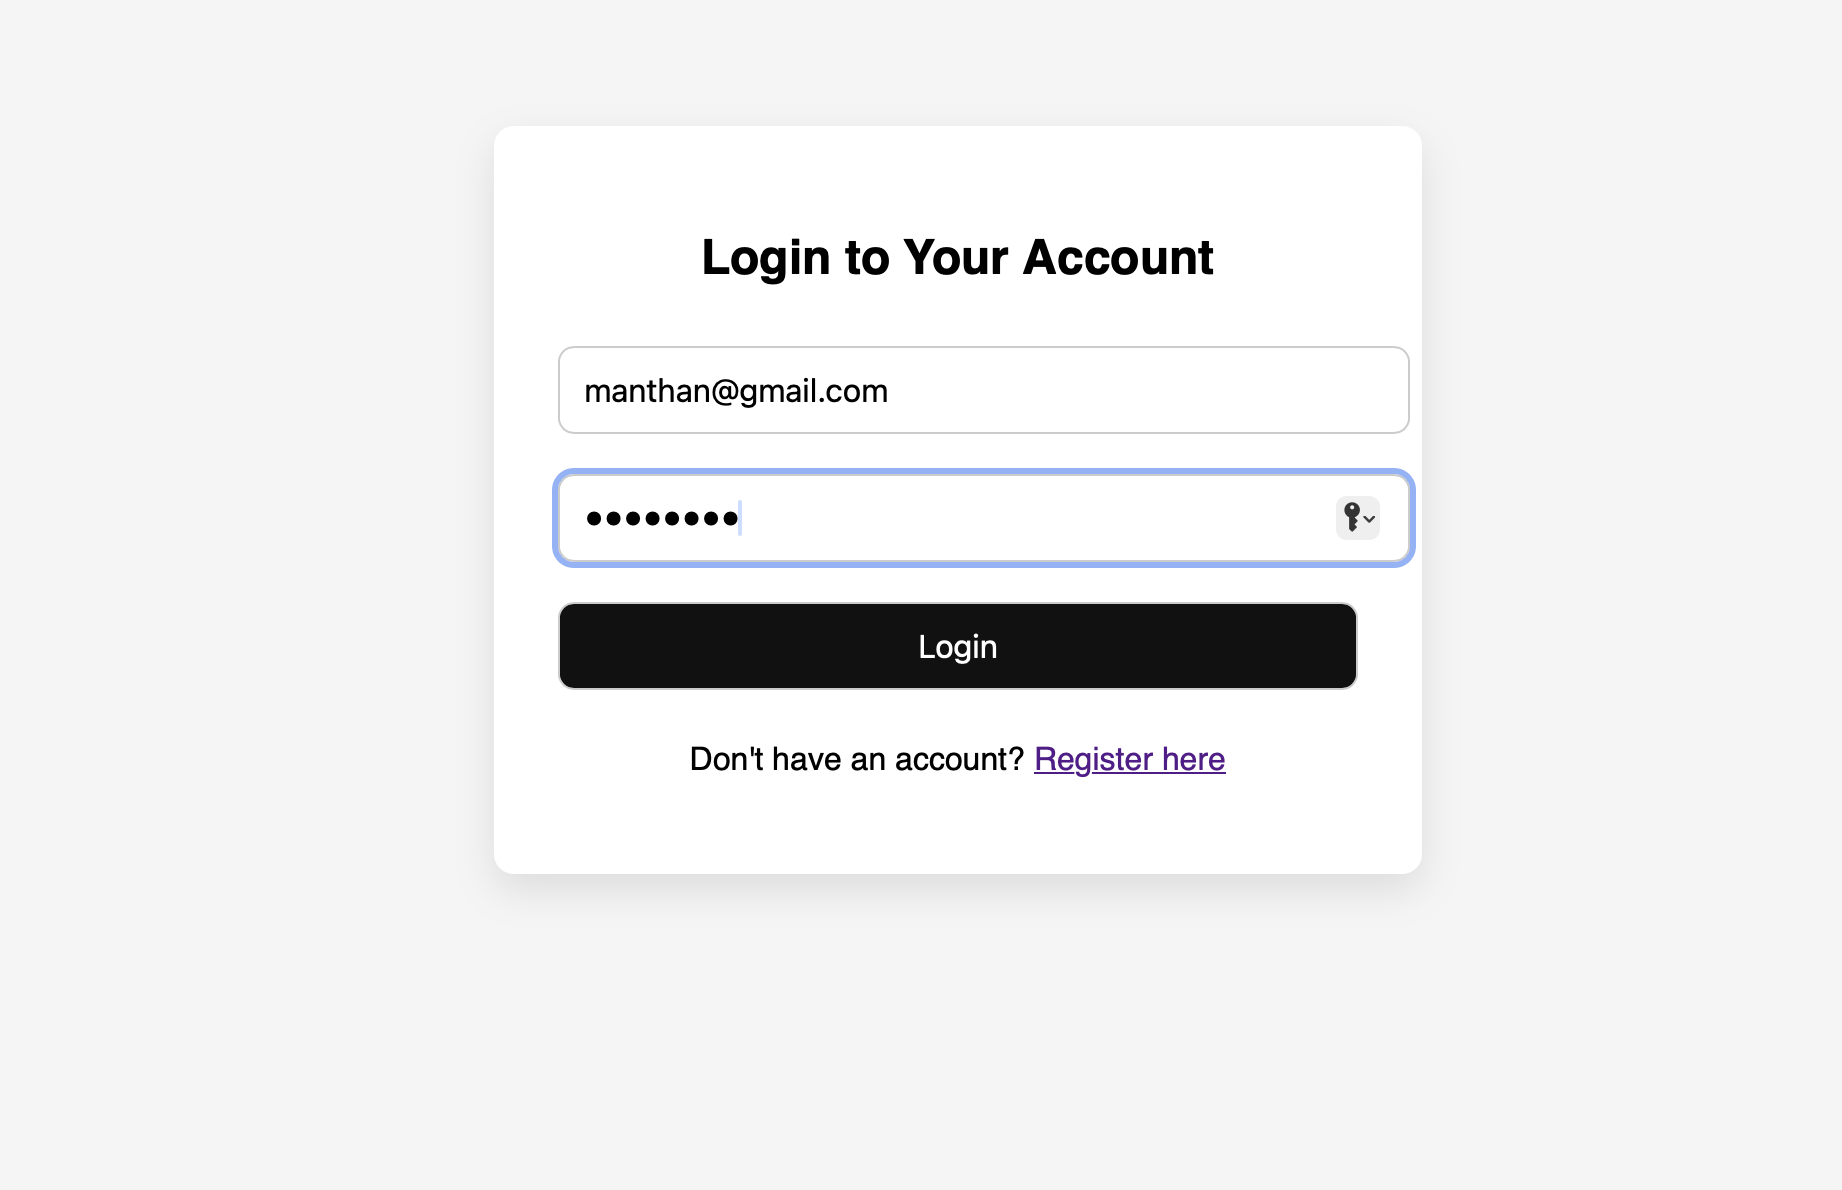 Login to Your Account
manthan@gmail.com
••••••••
Login
Don't have an account? Register here